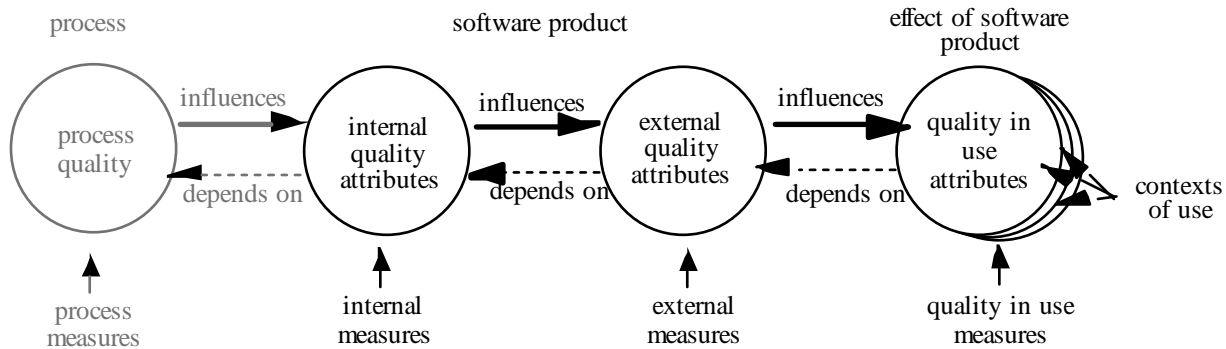 process
software product
effect of software
product
influences
influences
influences
process
quality
internal
quality
attributes
external
quality
attributes
quality in
use
attributes
depends on
depends on
depends on
contexts
of use
process
measures
internal
measures
external
measures
quality in use
measures